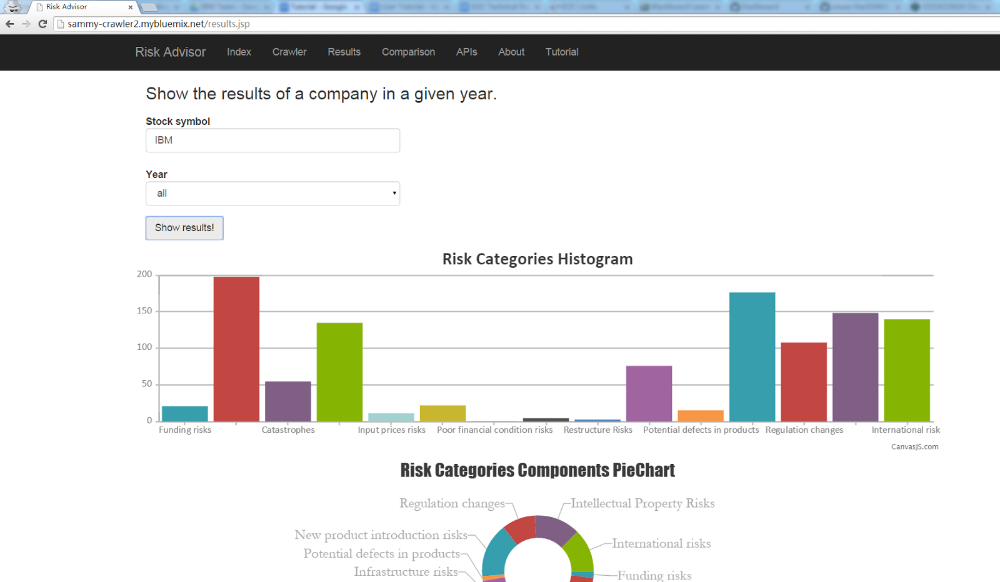 Risk Advisor
sammy-crawler2.mybluemix.net/results.jsp
Risk Advisor Index Crawler Results Comparison APIs About Tutorial
Show the results of a company in a given year.
Stock symbol
IBM
Year
all
Show results!
Risk Categories Histogram
200
150
100
50
0
Funding risks Catastrophes Input prices risks Poor financial condition risks Restructure Risks Potential defects in products Regulation changes International risk
CanvasJS.com
Risk Categories Components PieChart
Regulation changes Intellectual Property Risks
New product introduction risks
International risks
Potential defects in products
Infrastructure risks
Funding risks